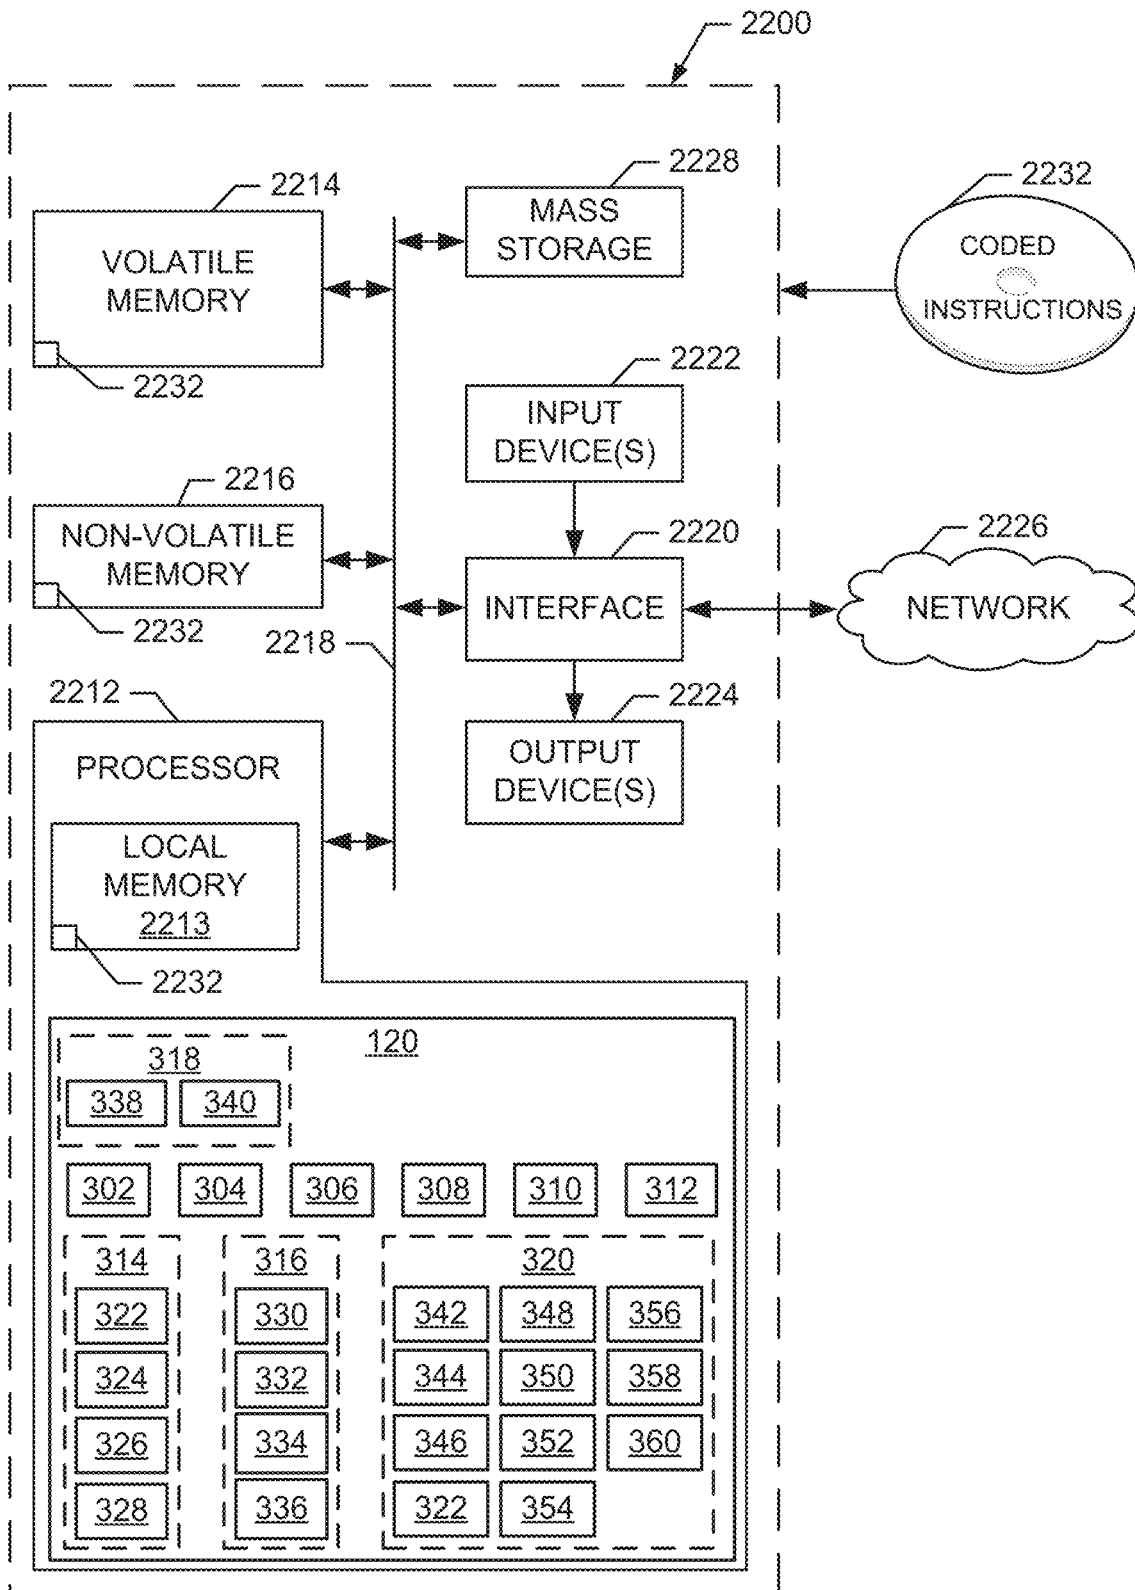 2200
2214
VOLATILE
MEMORY
2232
2228
MASS
STORAGE
2232
CODED
INSTRUCTIONS
2222
INPUT
DEVICE(S)
2216
NON-VOLATILE
MEMORY
2232
2220
INTERFACE
2226
NETWORK
2218
2212
PROCESSOR
2224
OUTPUT
DEVICE(S)
LOCAL
MEMORY
2213
2232
120
318
338 340
302 304 306 308 310 312
314
322
324
326
328
316
330
332
334
336
320
342 348 356
344 350 358
346 352 360
322 354